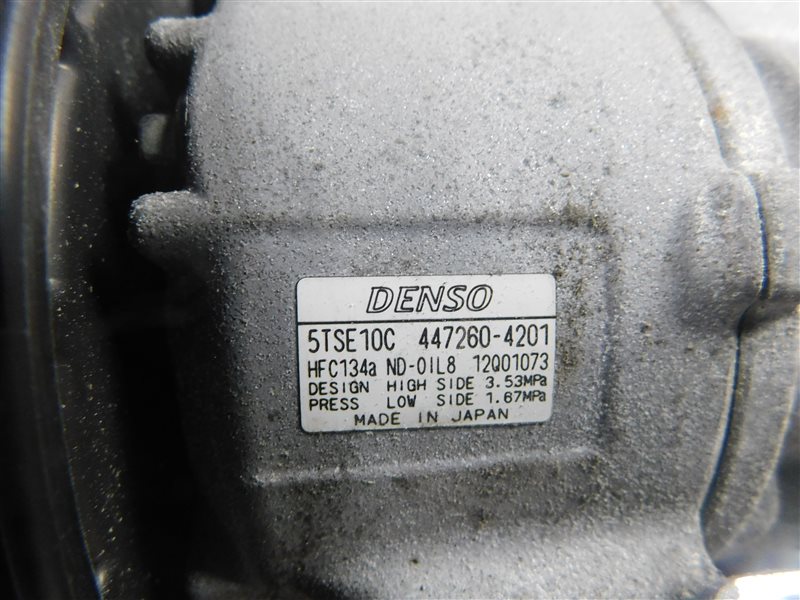 DENSO
5TSE10C 447260-4201
HFC134a ND-OIL8 12Q01073
DESIGN HIGH SIDE 3.53MPa
PRESS LOW SIDE 1.67MPa
MADE IN JAPAN